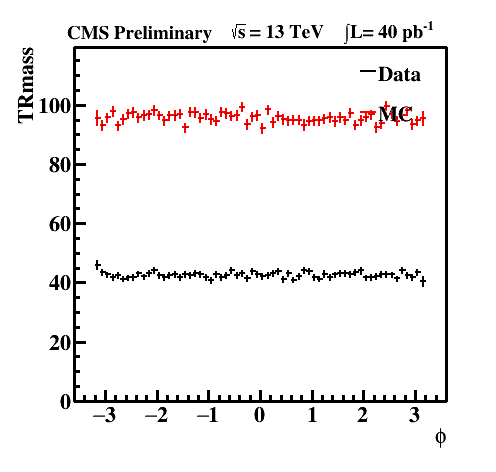 CMS Preliminary √s = 13 TeV ∫L= 40 pb⁻¹
TRmass
Data
MC
100
80
60
40
20
0
−3 −2 −1 0 1 2 3
ϕ